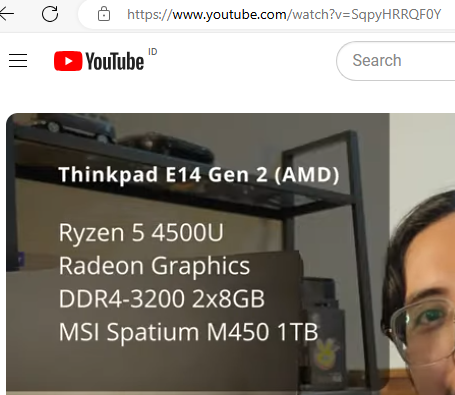 https://www.youtube.com/watch?v=SqpyHRRQF0Y
YouTube ID
Search
Thinkpad E14 Gen 2 (AMD)
Ryzen 5 4500U
Radeon Graphics
DDR4-3200 2x8GB
MSI Spatium M450 1TB